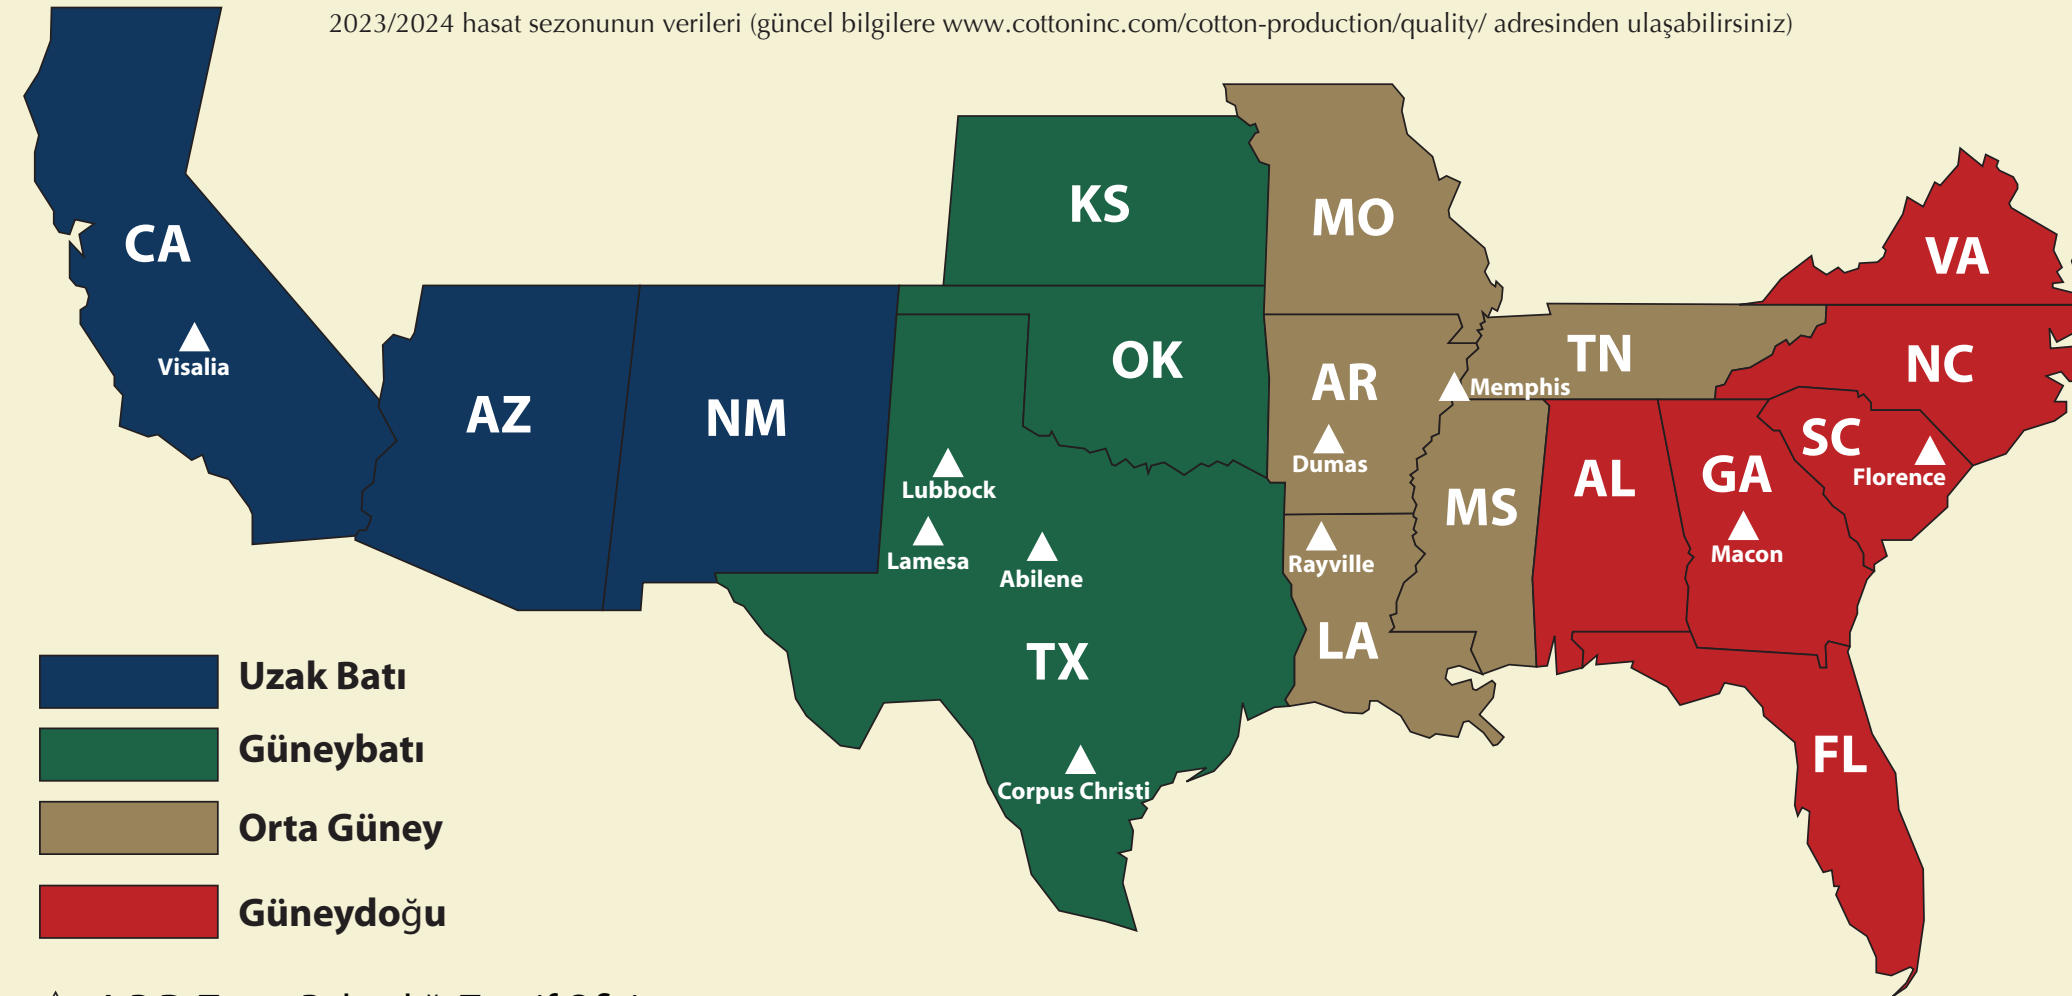 2023/2024 hasat sezonunun verileri (güncel bilgilere www.cottoninc.com/cotton-production/quality/ adresinden ulaşabilirsiniz)
KS
MO
CA
VA
Visalia
OK
TN
NC
AZ
NM
AR
Memphis
Lubbock
Dumas
SC
Florence
MS
AL
GA
Lamesa
Abilene
Rayville
Macon
TX
LA
FL
Corpus Christi
Uzak Batı
Güneybatı
Orta Güney
Güneydoğu